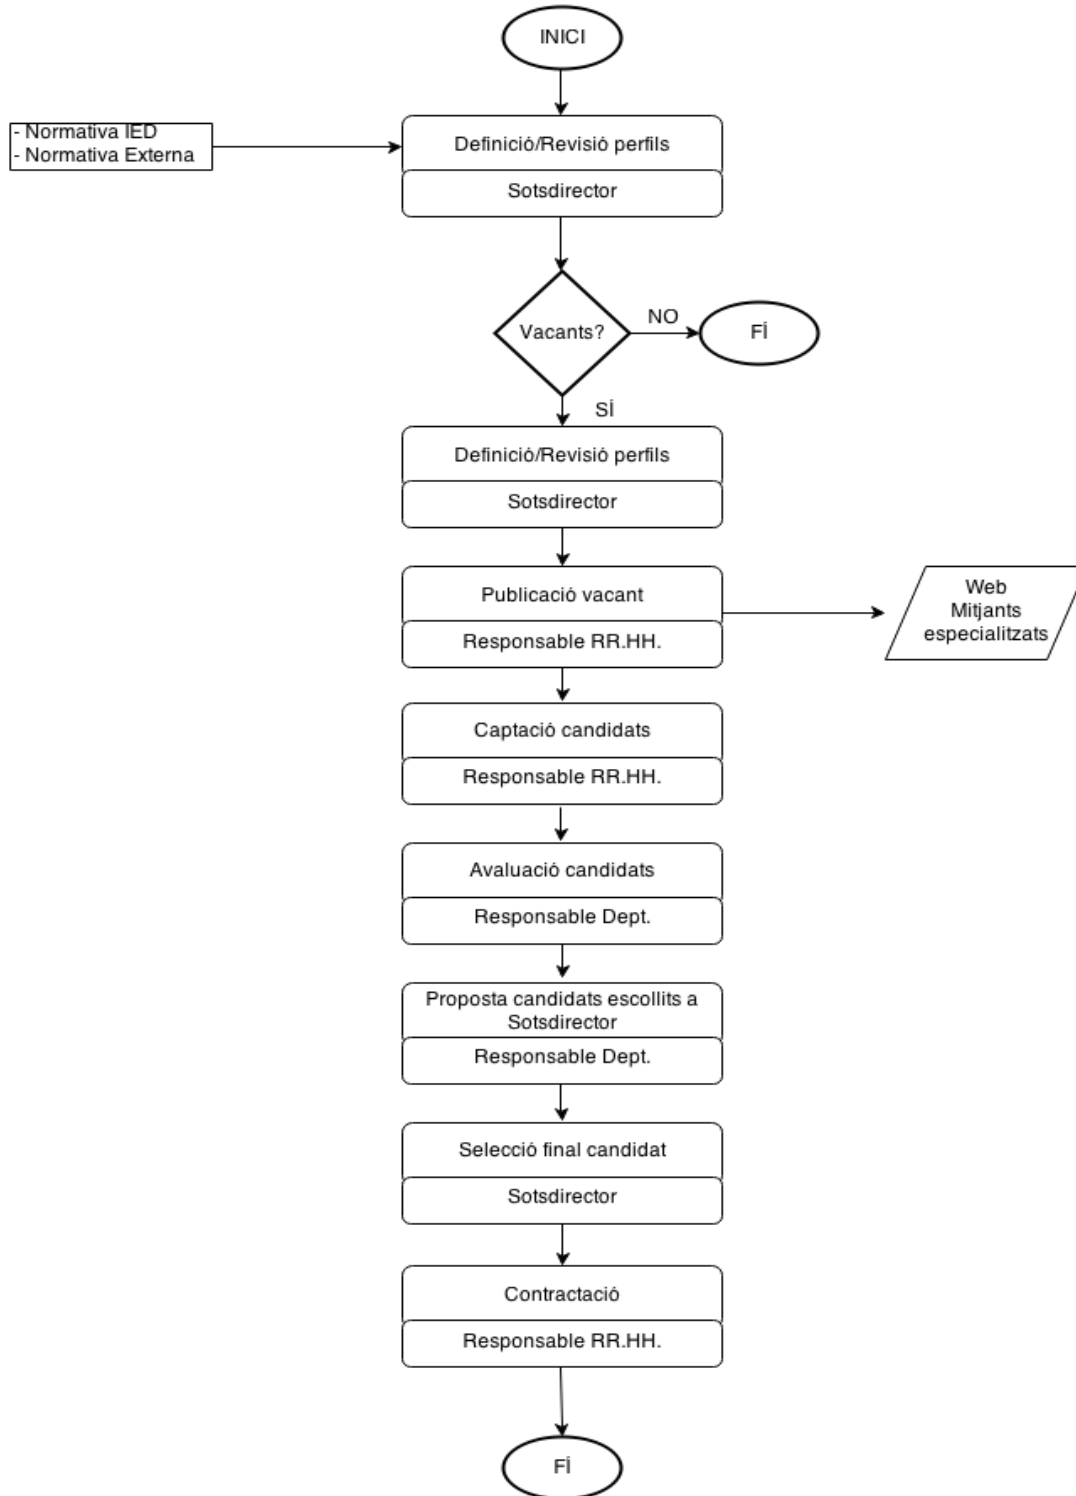 INICI
- Normativa IED
- Normativa Externa
Definició/Revisió perfils
Sotsdirector
Vacants?
NO
FÍ
SÍ
Definició/Revisió perfils
Sotsdirector
Publicació vacant
Responsable RR.HH.
Web
Mitjants
especialitzats
Captació candidats
Responsable RR.HH.
Avaluació candidats
Responsable Dept.
Proposta candidats escollits a
Sotsdirector
Responsable Dept.
Selecció final candidat
Sotsdirector
Contractació
Responsable RR.HH.
FÍ